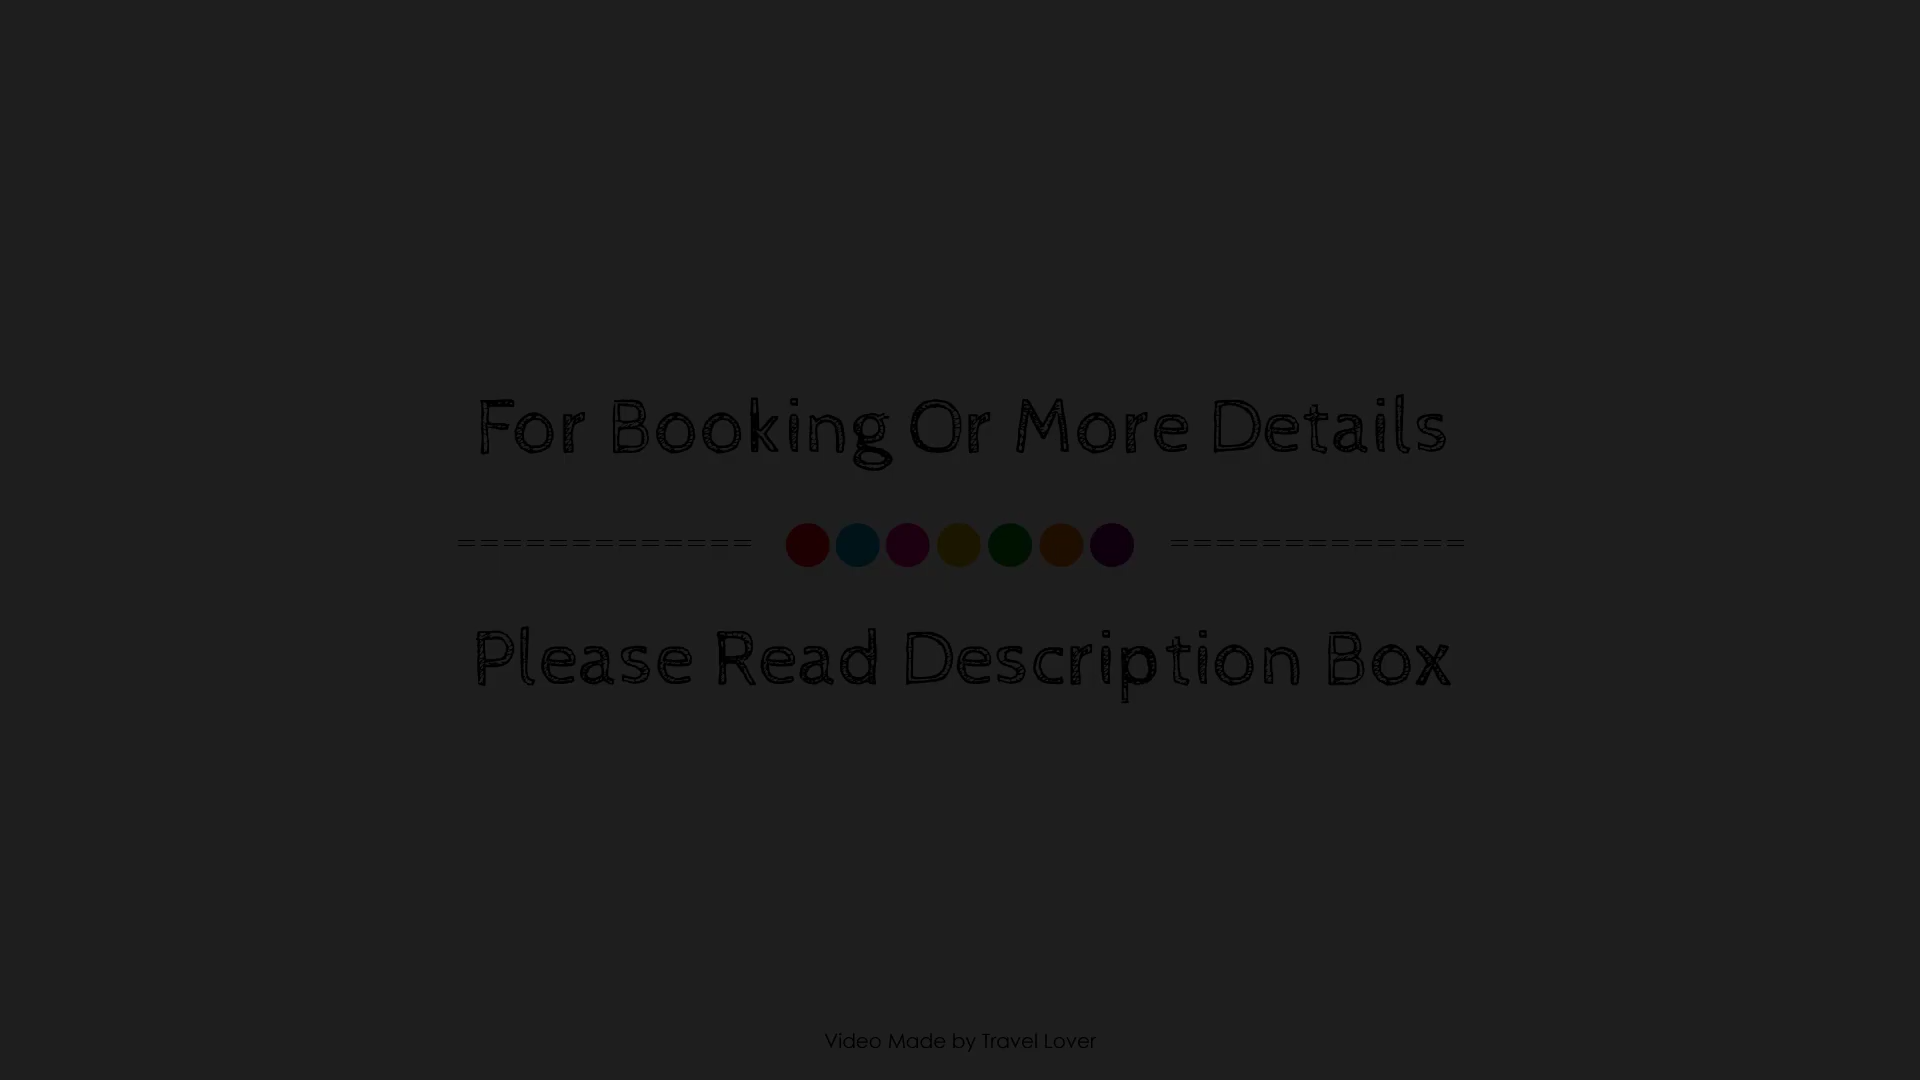 For Booking Or More Details
============= =============
Please Read Description Box
Video Made by Travel Lover